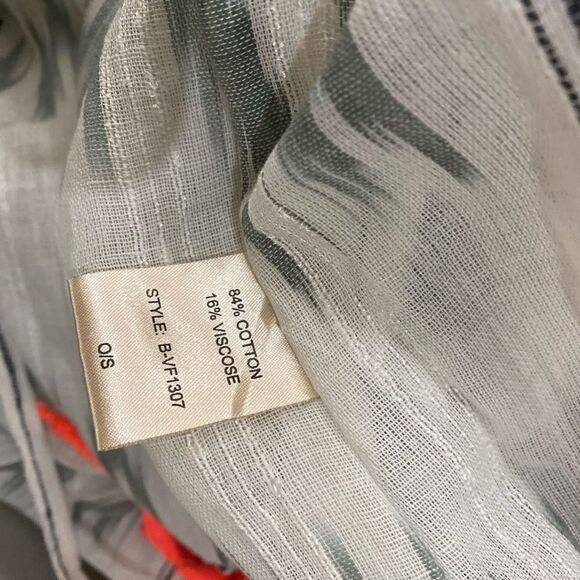 84% COTTON
16% VISCOSE
STYLE: B-VF1307
O/S